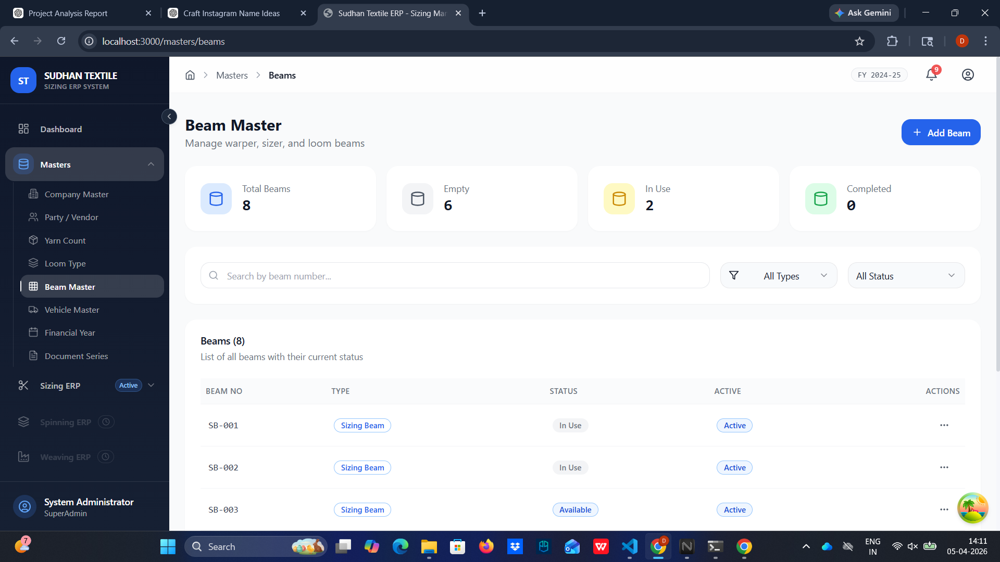 Project Analysis Report
Craft Instagram Name Ideas
Sudhan Textile ERP - Sizing Mar
Ask Gemini
localhost:3000/masters/beams
D
ST
SUDHAN TEXTILE
SIZING ERP SYSTEM
Dashboard
Masters
Company Master
Party / Vendor
Yarn Count
Loom Type
Beam Master
Vehicle Master
Financial Year
Document Series
Sizing ERP
Active
Spinning ERP
Weaving ERP
System Administrator
SuperAdmin
Masters
Beams
FY 2024-25
9
Beam Master
Manage warper, sizer, and loom beams
Add Beam
Total Beams
8
Empty
6
In Use
2
Completed
0
Search by beam number...
All Types
All Status
Beams (8)
List of all beams with their current status
BEAM NO TYPE STATUS ACTIVE ACTIONS
SB-001 Sizing Beam In Use Active
SB-002 Sizing Beam In Use Active
SB-003 Sizing Beam Available Active
7
Search
D
ENG
IN
14:11
05-04-2026